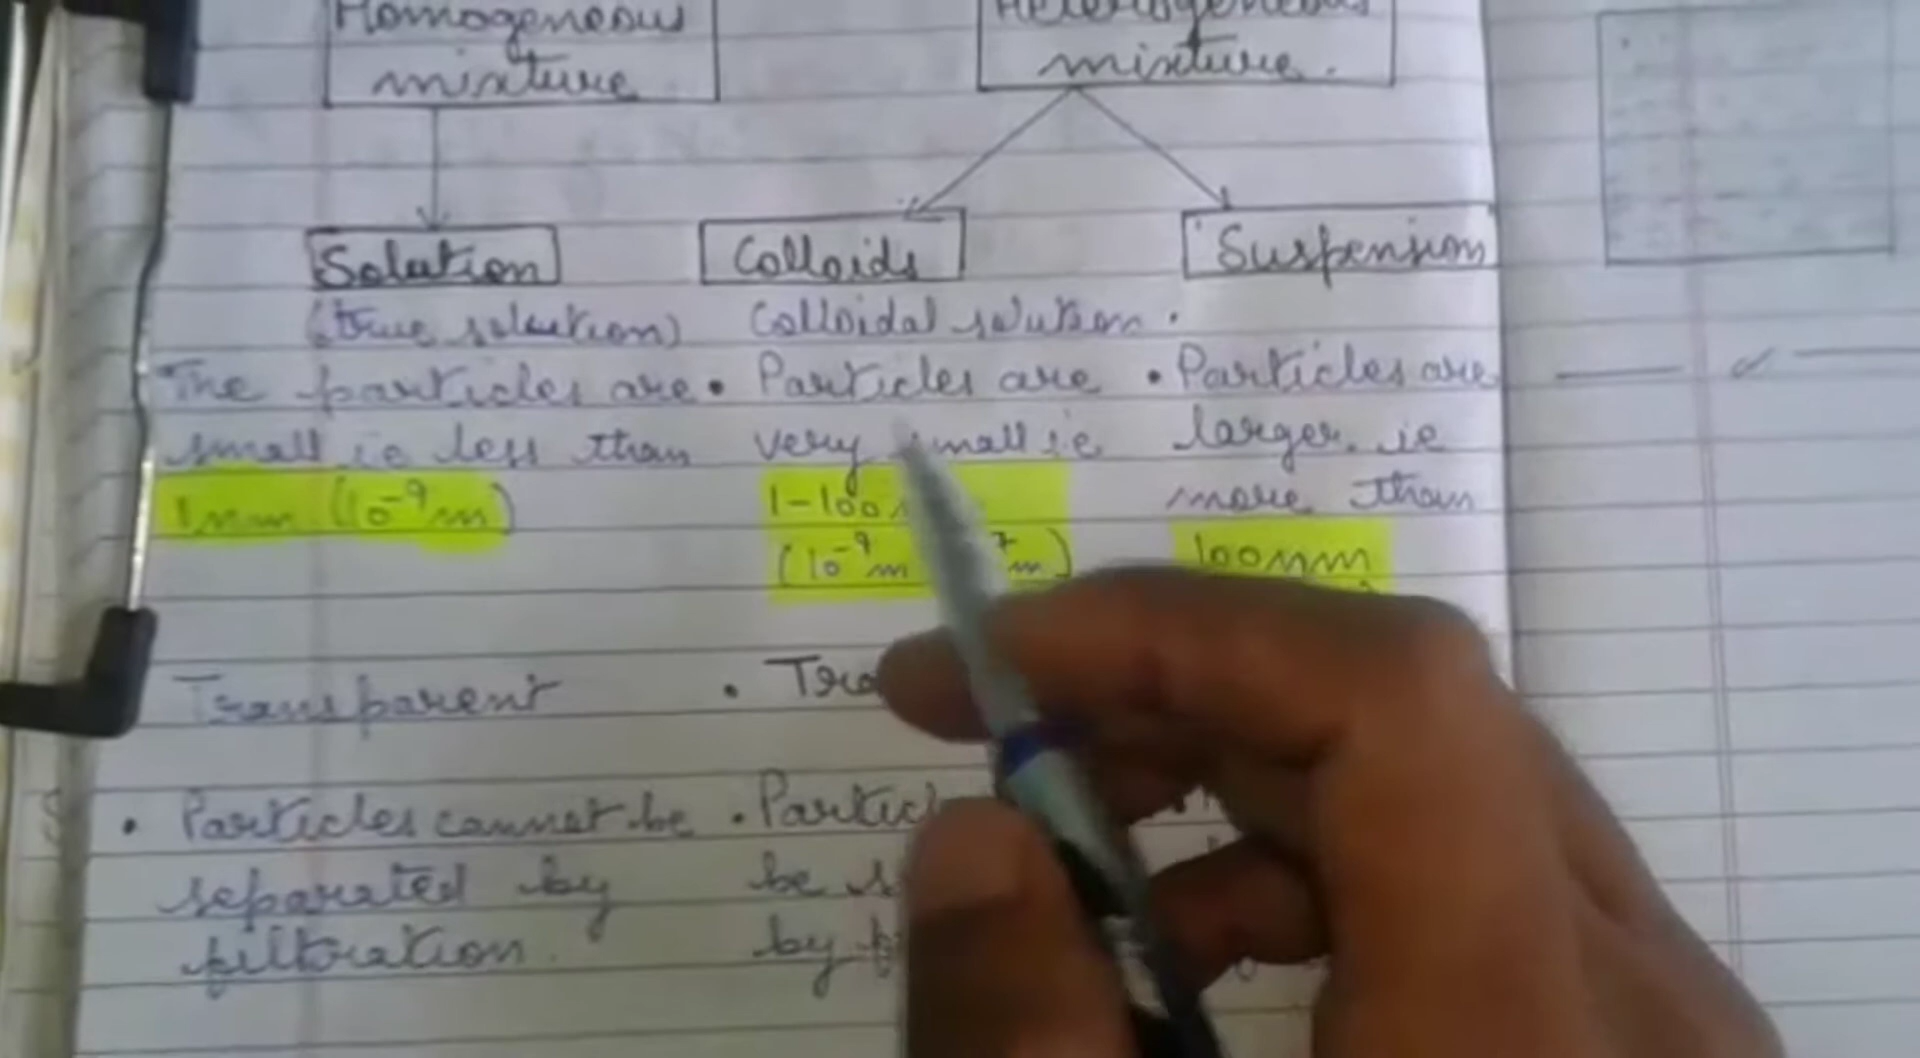 Homogeneous
mixture
Heterogeneous
mixture.
Solution
Colloids
Suspension
(true solution)
Colloidal solution.
The particles are
small i.e less than
1nm (10⁻⁹m)
• Particles are
very small i.e
1-100
(10⁻⁹m ⁷m)
• Particles are
larger. ie
more than
100nm
Transparent
•
• Particles cannot be
separated by
filtration.
•
be
by